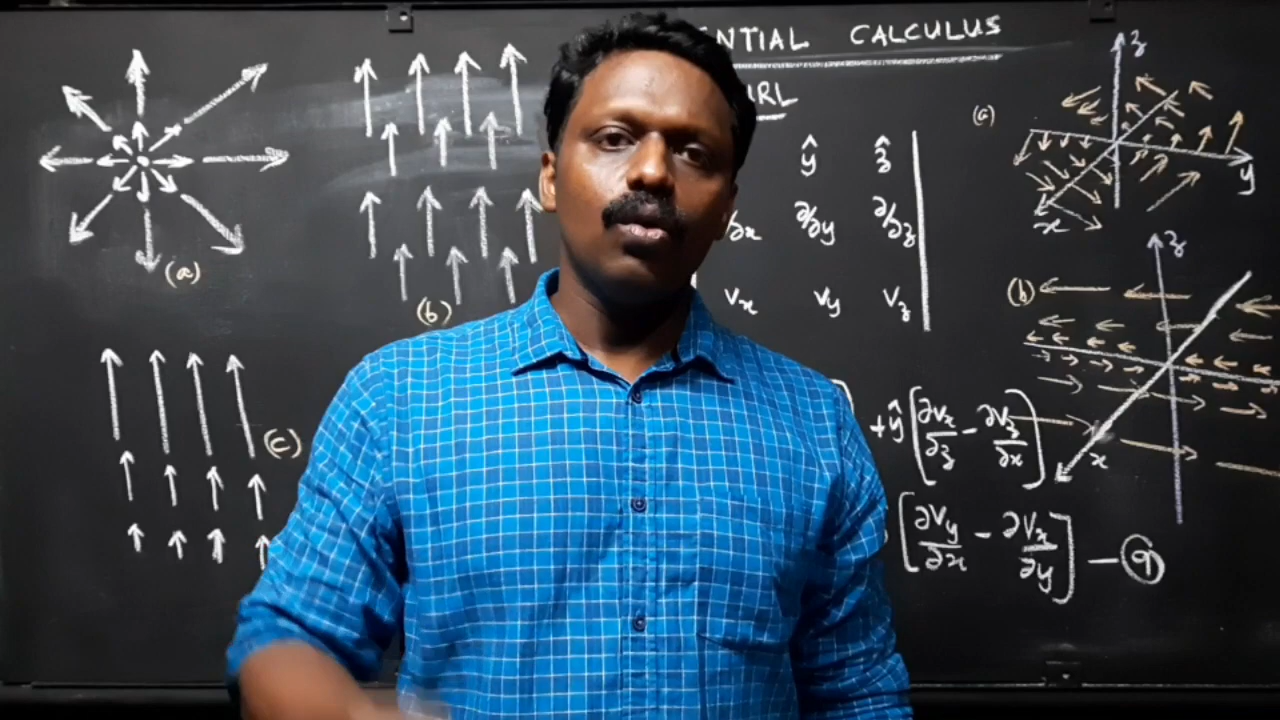 CALCULUS
(a)
(b)
(c)
ŷ ẑ
∂/∂y ∂/∂z
Vx Vy Vz
+ŷ[∂Vx/∂z - ∂Vz/∂x]
[∂Vy/∂x - ∂Vx/∂y] — 9
(a)
z
y
x
(b)
z
x